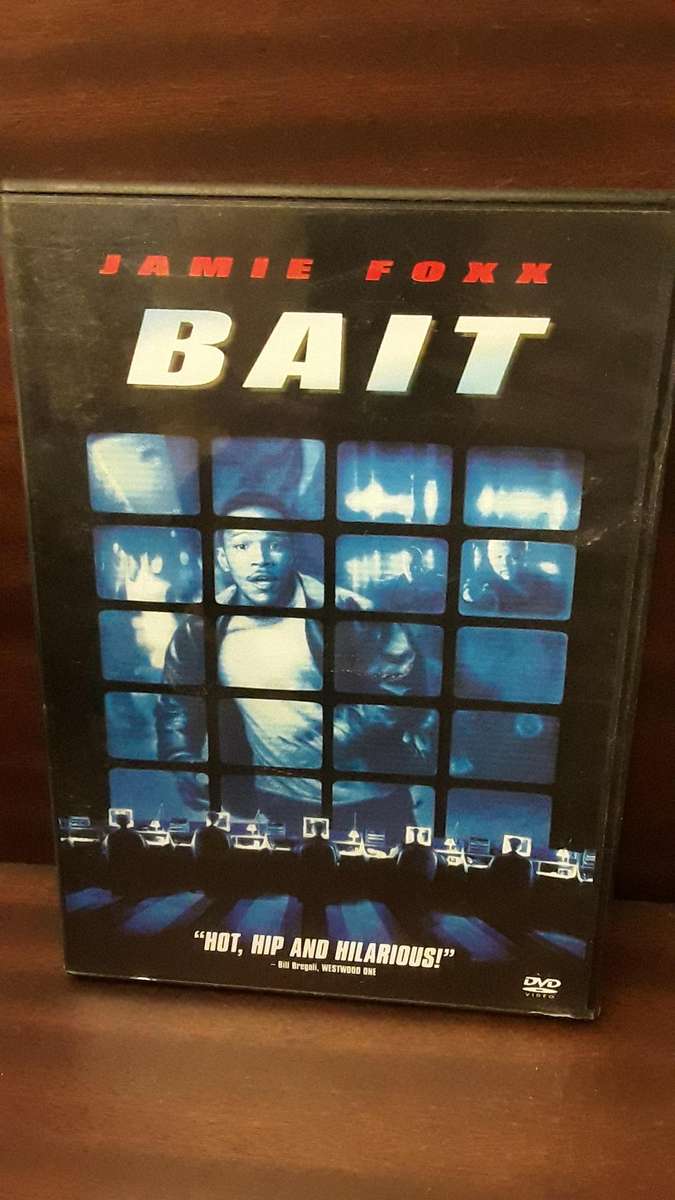 JAMIE FOXX
BAIT
"HOT, HIP AND HILARIOUS!"
– Bill Bregoli, WESTWOOD ONE
DVD
VIDEO